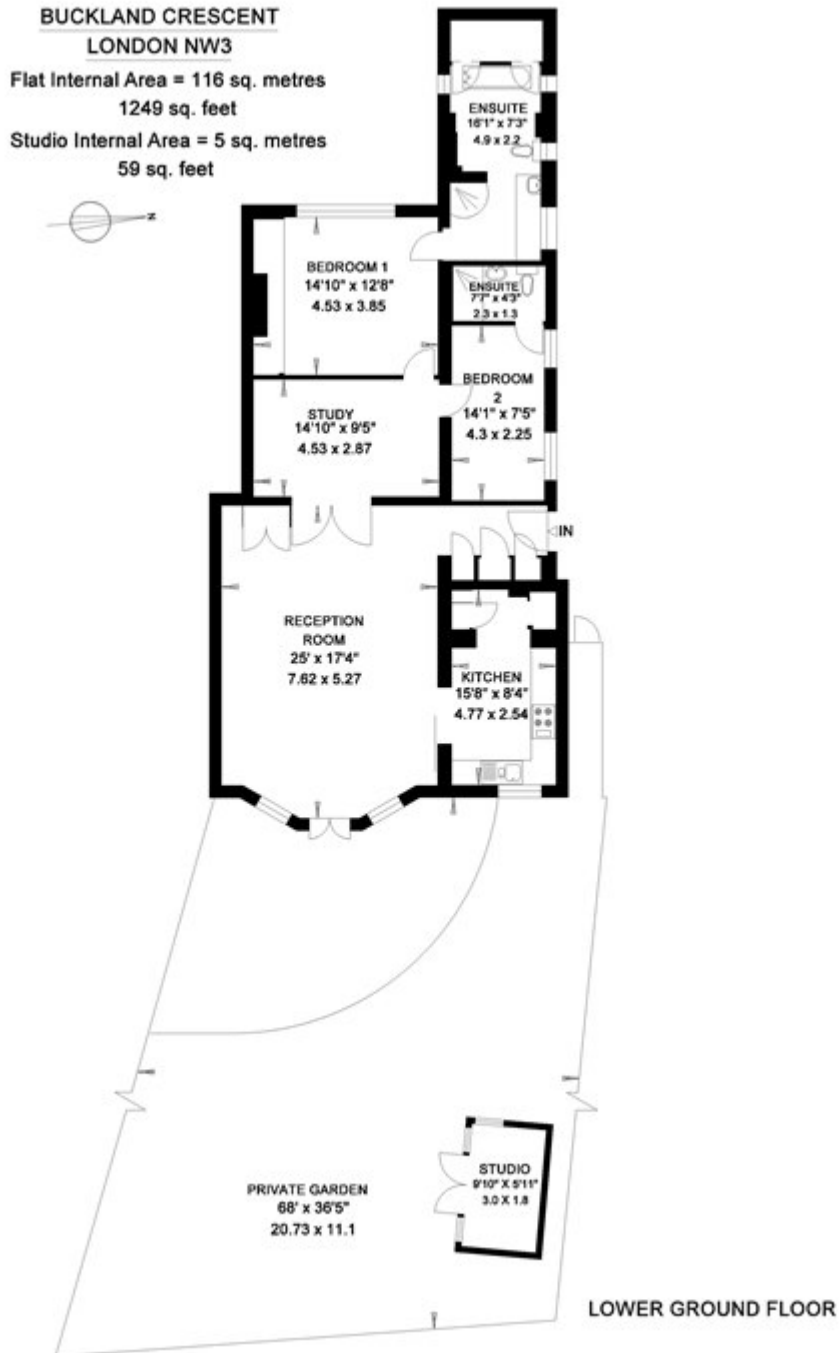 BUCKLAND CRESCENT
LONDON NW3
Flat Internal Area = 116 sq. metres
1249 sq. feet
Studio Internal Area = 5 sq. metres
59 sq. feet
N
ENSUITE
16'1" x 7'3"
4.9 x 2.2
BEDROOM 1
14'10" x 12'8"
4.53 x 3.85
ENSUITE
7'7" x 4'3"
2.3 x 1.3
BEDROOM
2
14'1" x 7'5"
4.3 x 2.25
STUDY
14'10" x 9'5"
4.53 x 2.87
IN
RECEPTION
ROOM
25' x 17'4"
7.62 x 5.27
KITCHEN
15'8" x 8'4"
4.77 x 2.54
STUDIO
9'10" X 5'11"
3.0 X 1.8
PRIVATE GARDEN
68' x 36'5"
20.73 x 11.1
LOWER GROUND FLOOR